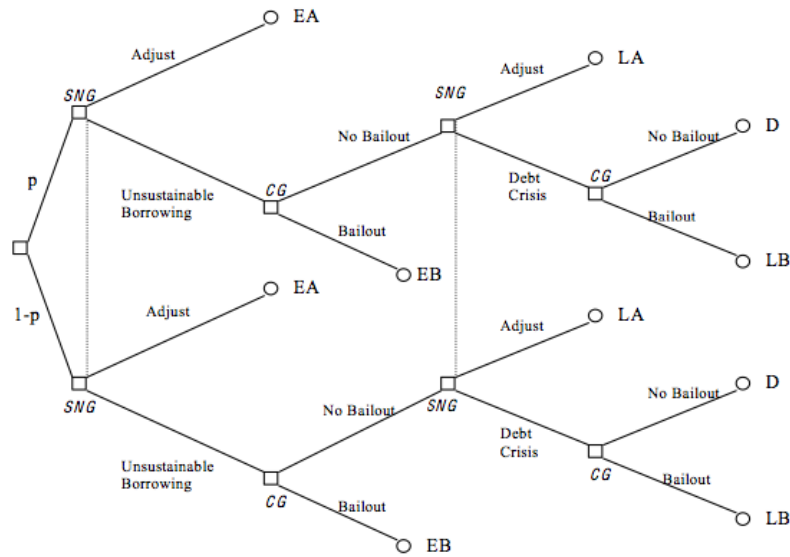 EA
Adjust
SNG
LA
Adjust
SNG
No Bailout
D
No Bailout
p
Unsustainable
Borrowing
CG
Debt
Crisis
CG
Bailout
Bailout
EB
LB
EA
1-p
Adjust
LA
Adjust
SNG
No Bailout
SNG
D
No Bailout
Debt
Crisis
Unsustainable
Borrowing
CG
Bailout
CG
Bailout
EB
LB